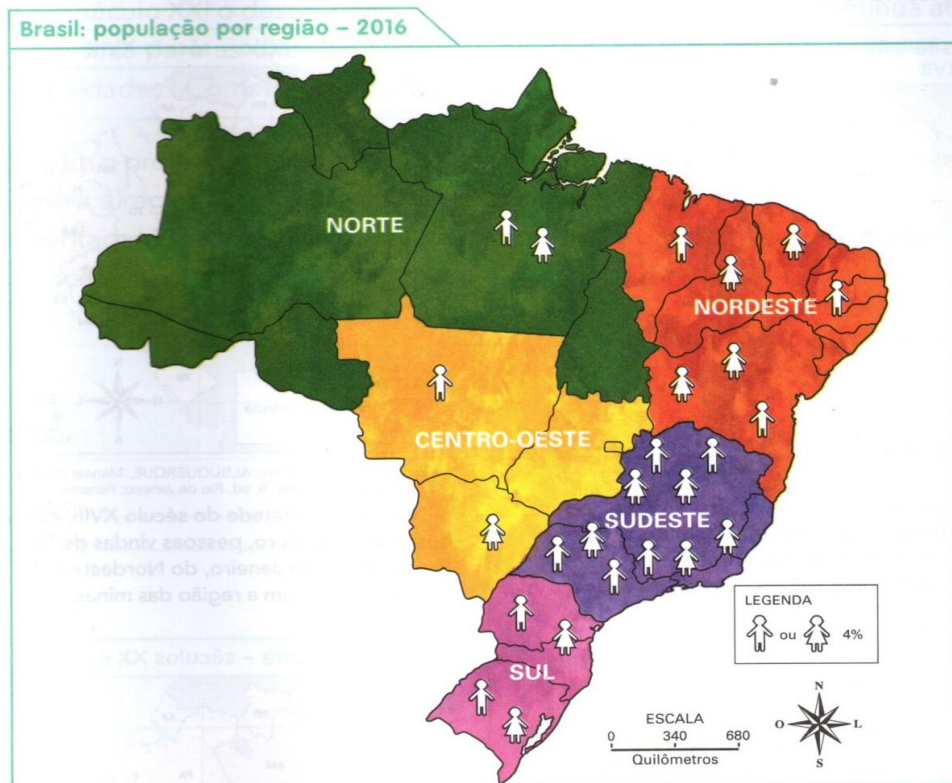 Brasil: população por região – 2016
NORTE
NORDESTE
CENTRO-OESTE
SUDESTE
SUL
LEGENDA
ou 4%
ESCALA
0 340 680
Quilômetros
N
O L
S